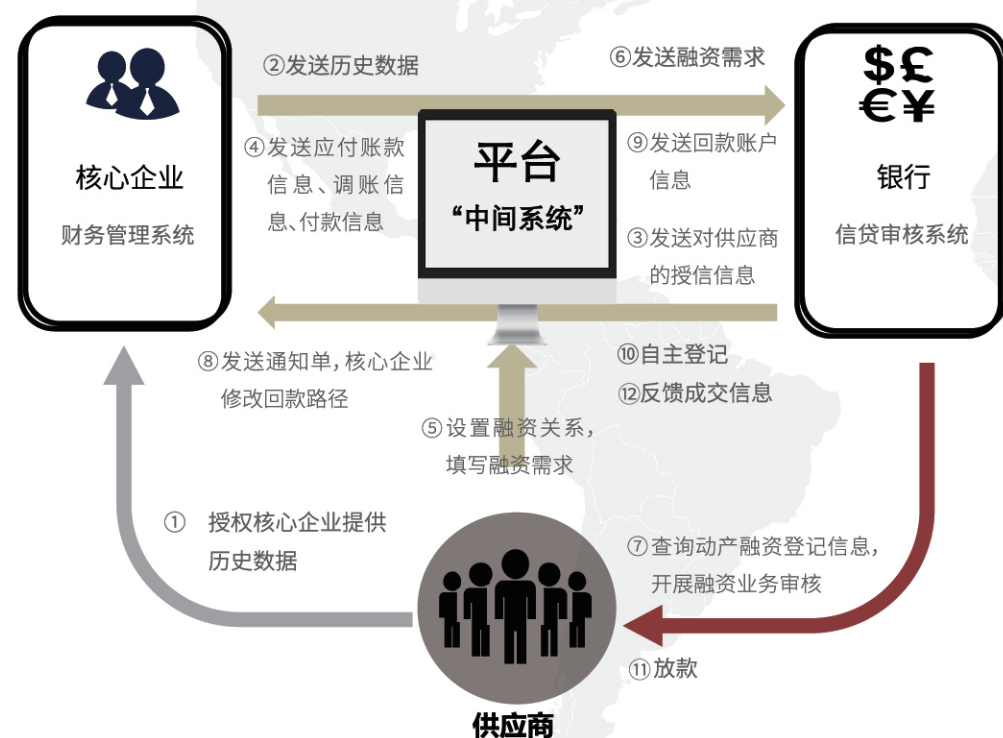 ②发送历史数据
⑥发送融资需求
$£
€¥
核心企业
财务管理系统
④发送应付账款
信息、调账信
息、付款信息
平台
“中间系统”
⑨发送回款账户
信息
③发送对供应商
的授信信息
银行
信贷审核系统
⑧发送通知单，核心企业
修改回款路径
⑩自主登记
⑫反馈成交信息
⑤设置融资关系，
填写融资需求
① 授权核心企业提供
历史数据
⑦查询动产融资登记信息，
开展融资业务审核
⑪放款
供应商